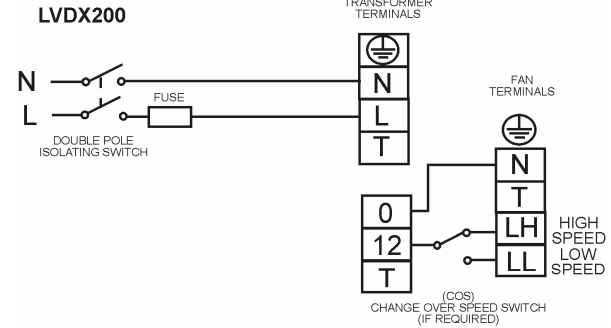 LVDX200
TRANSFORMER
TERMINALS
N
L
FUSE
DOUBLE POLE
ISOLATING SWITCH
N
L
T
FAN
TERMINALS
N
T
LH
LL
HIGH
SPEED
LOW
SPEED
0
12
T
(COS)
CHANGE OVER SPEED SWITCH
(IF REQUIRED)